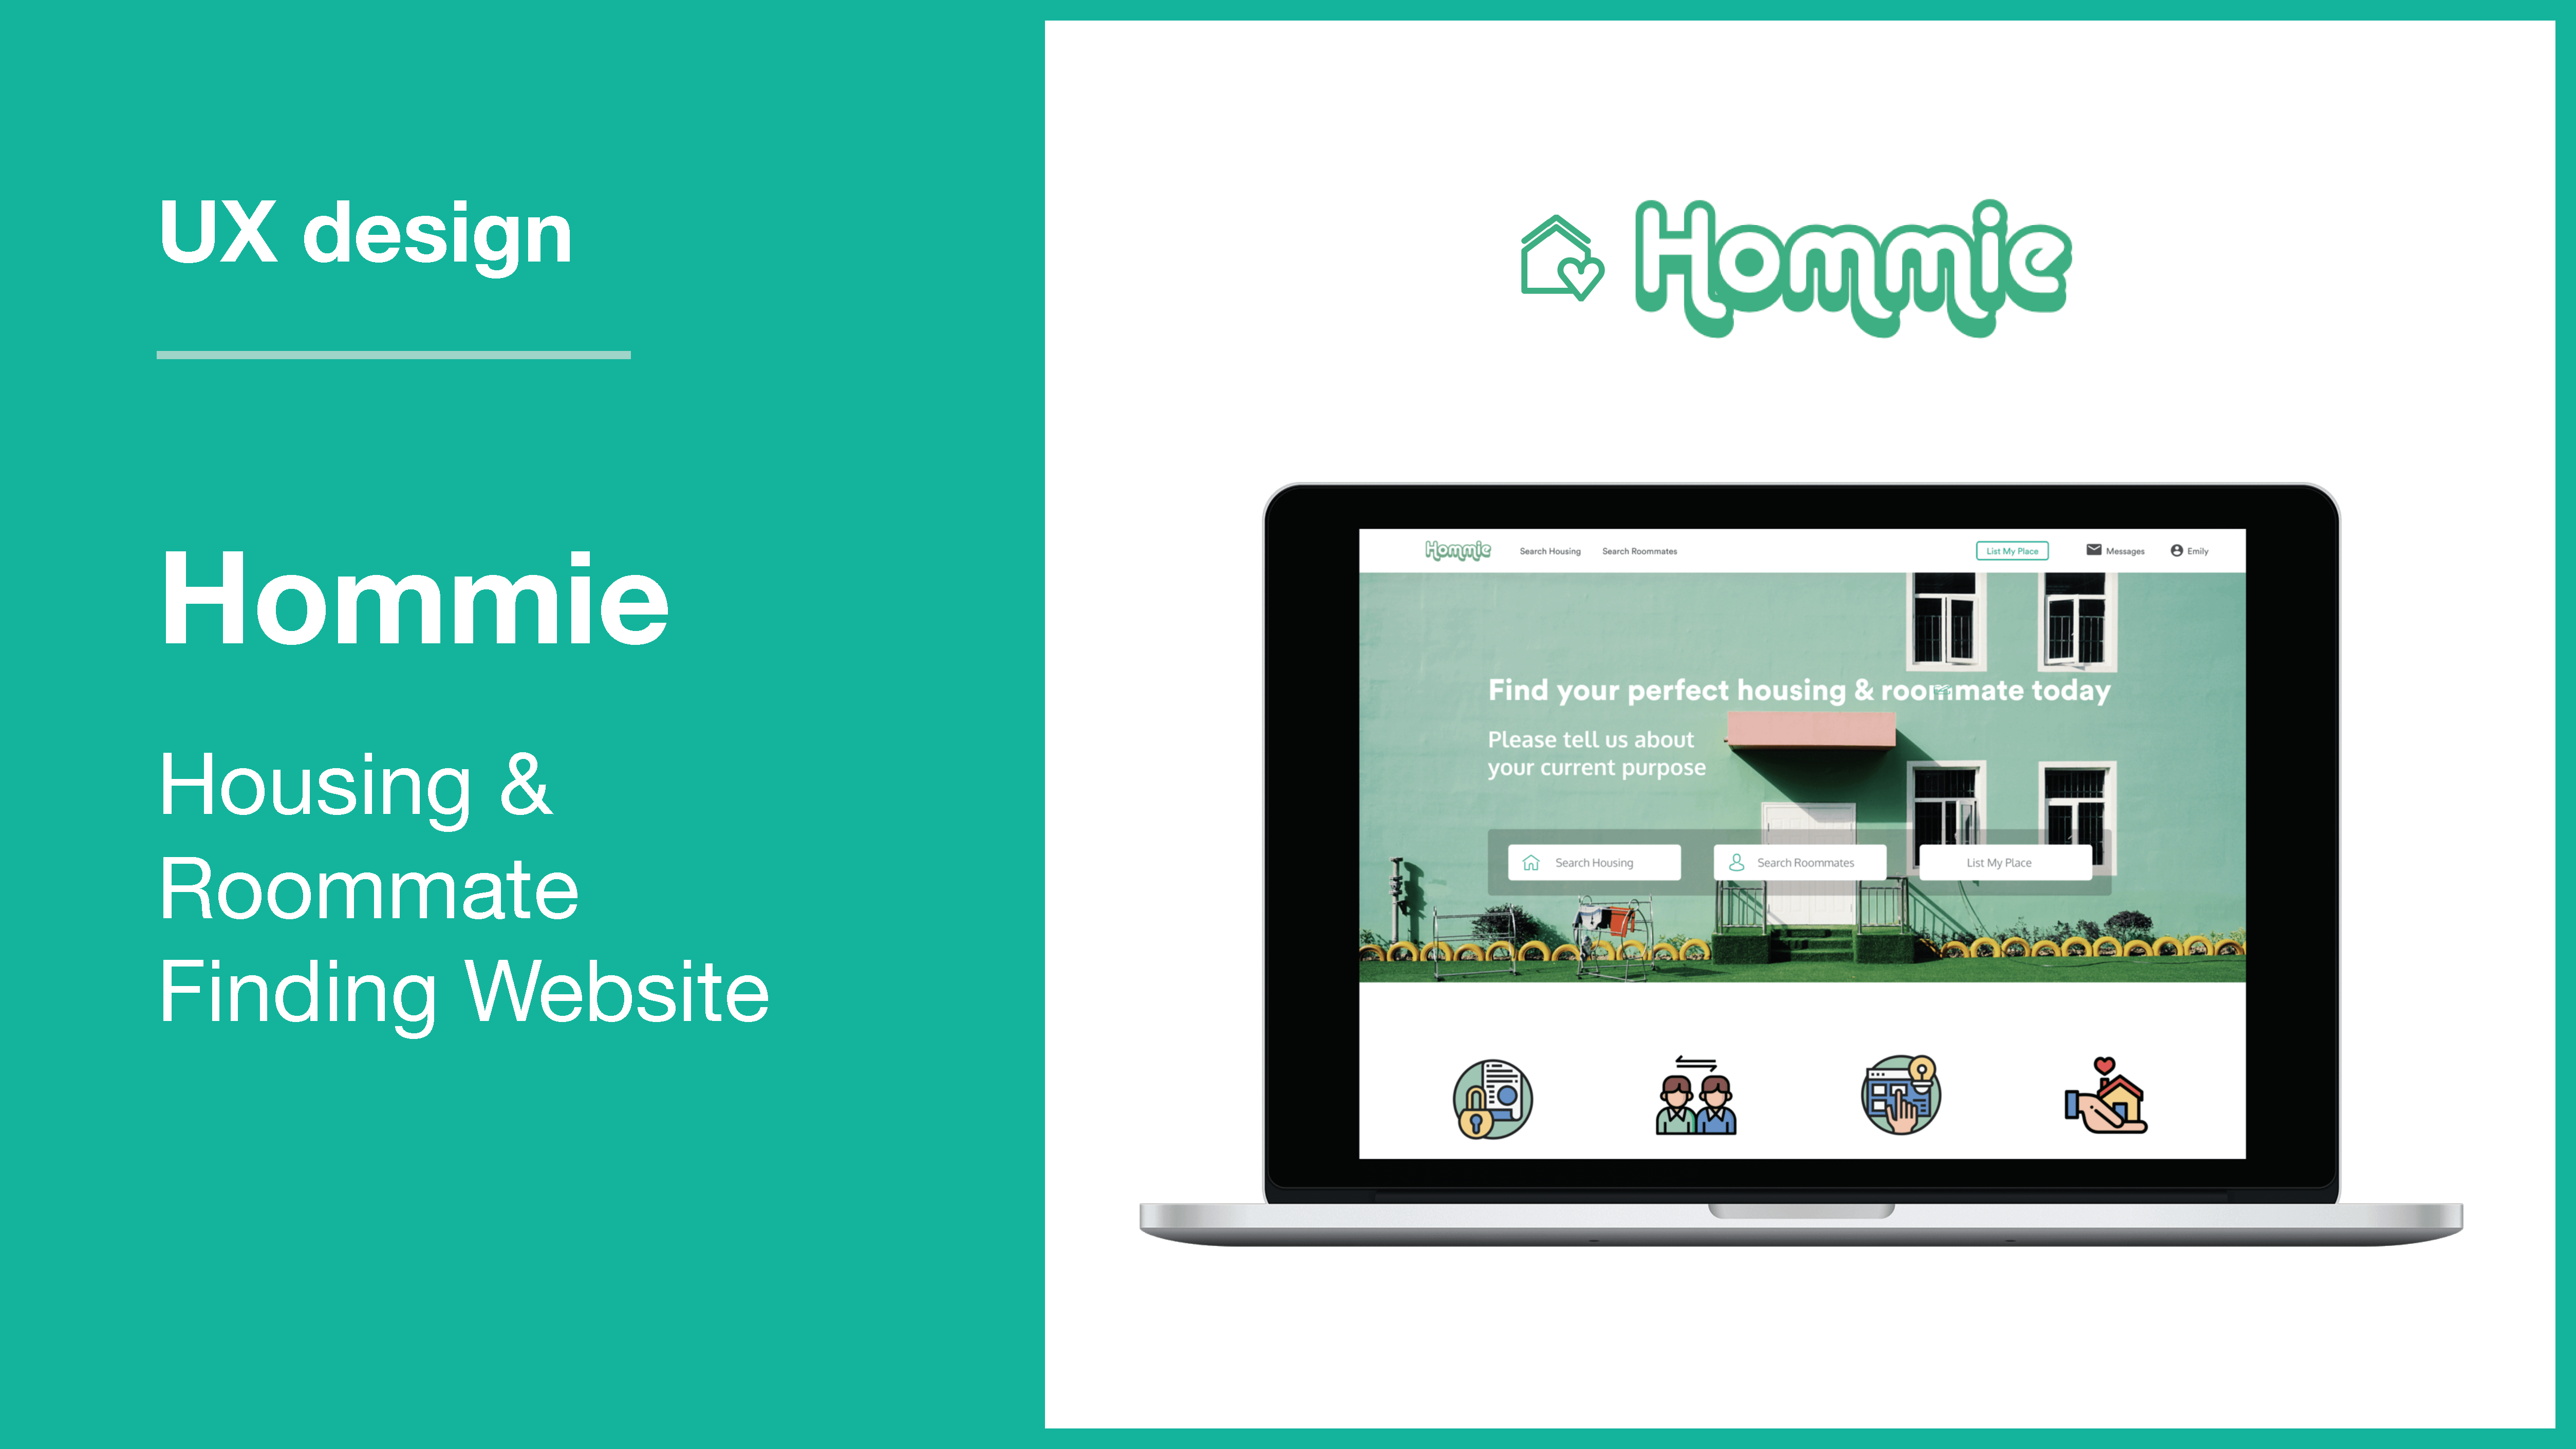 UX design
Hommie
Housing &
Roommate
Finding Website
Hommie
Hommie
Search Housing
Search Roommates
List My Place
Messages
Emily
Find your perfect housing & roommate today
Please tell us about
your current purpose
Search Housing
Search Roommates
List My Place